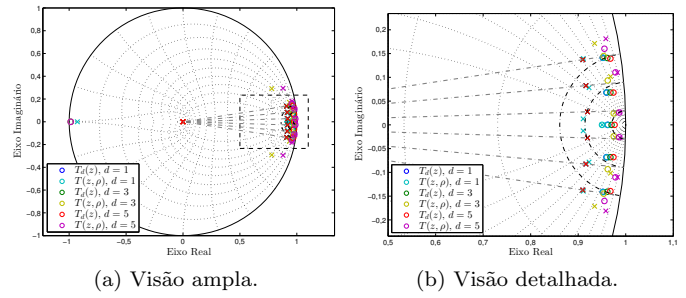 1
0,8
0,6
0,4
0,2
0
-0,2
-0,4
-0,6
-0,8
-1
Eixo Imaginário
-1 -0.5 0 0.5 1
Eixo Real
T_d(z), d = 1
T(z, ρ), d = 1
T_d(z), d = 3
T(z, ρ), d = 3
T_d(z), d = 5
T(z, ρ), d = 5
(a) Visão ampla.
0,2
0,15
0,1
0,05
0
-0,05
-0,1
-0,15
-0,2
Eixo Imaginário
0,5 0,6 0,7 0,8 0,9 1 1,1
Eixo Real
T_d(z), d = 1
T(z, ρ), d = 1
T_d(z), d = 3
T(z, ρ), d = 3
T_d(z), d = 5
T(z, ρ), d = 5
(b) Visão detalhada.